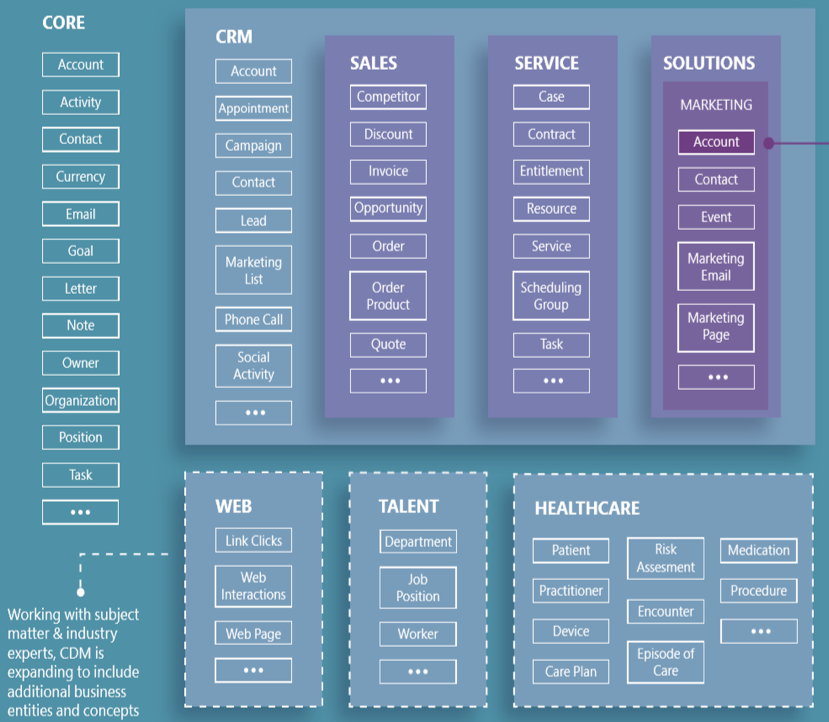 CORE
Account
Activity
Contact
Currency
Email
Goal
Letter
Note
Owner
Organization
Position
Task
•••
CRM
Account
Appointment
Campaign
Contact
Lead
Marketing
List
Phone Call
Social
Activity
•••
SALES
Competitor
Discount
Invoice
Opportunity
Order
Order
Product
Quote
•••
SERVICE
Case
Contract
Entitlement
Resource
Service
Scheduling
Group
Task
•••
SOLUTIONS
MARKETING
Account
Contact
Event
Marketing
Email
Marketing
Page
•••
WEB
Link Clicks
Web
Interactions
Web Page
•••
TALENT
Department
Job
Position
Worker
•••
HEALTHCARE
Patient
Practitioner
Device
Care Plan
Risk
Assesment
Encounter
Episode of
Care
Medication
Procedure
•••
Working with subject
matter & industry
experts, CDM is
expanding to include
additional business
entities and concepts